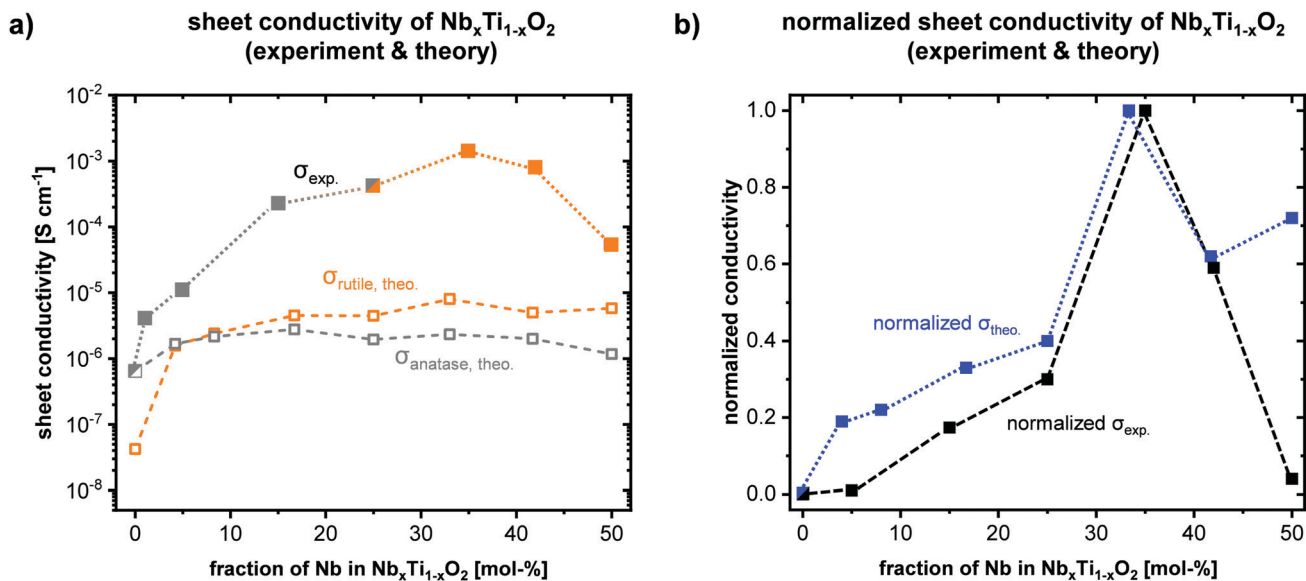 a)
sheet conductivity of NbₓTi₁₋ₓO₂
(experiment & theory)
sheet conductivity [S cm⁻¹]
10⁻²
10⁻³
10⁻⁴
10⁻⁵
10⁻⁶
10⁻⁷
10⁻⁸
σexp.
σrutile, theo.
σanatase, theo.
0 10 20 30 40 50
fraction of Nb in NbₓTi₁₋ₓO₂ [mol-%]
b)
normalized sheet conductivity of NbₓTi₁₋ₓO₂
(experiment & theory)
normalized conductivity
1.0
0.8
0.6
0.4
0.2
0.0
normalized σtheo.
normalized σexp.
0 10 20 30 40 50
fraction of Nb in NbₓTi₁₋ₓO₂ [mol-%]